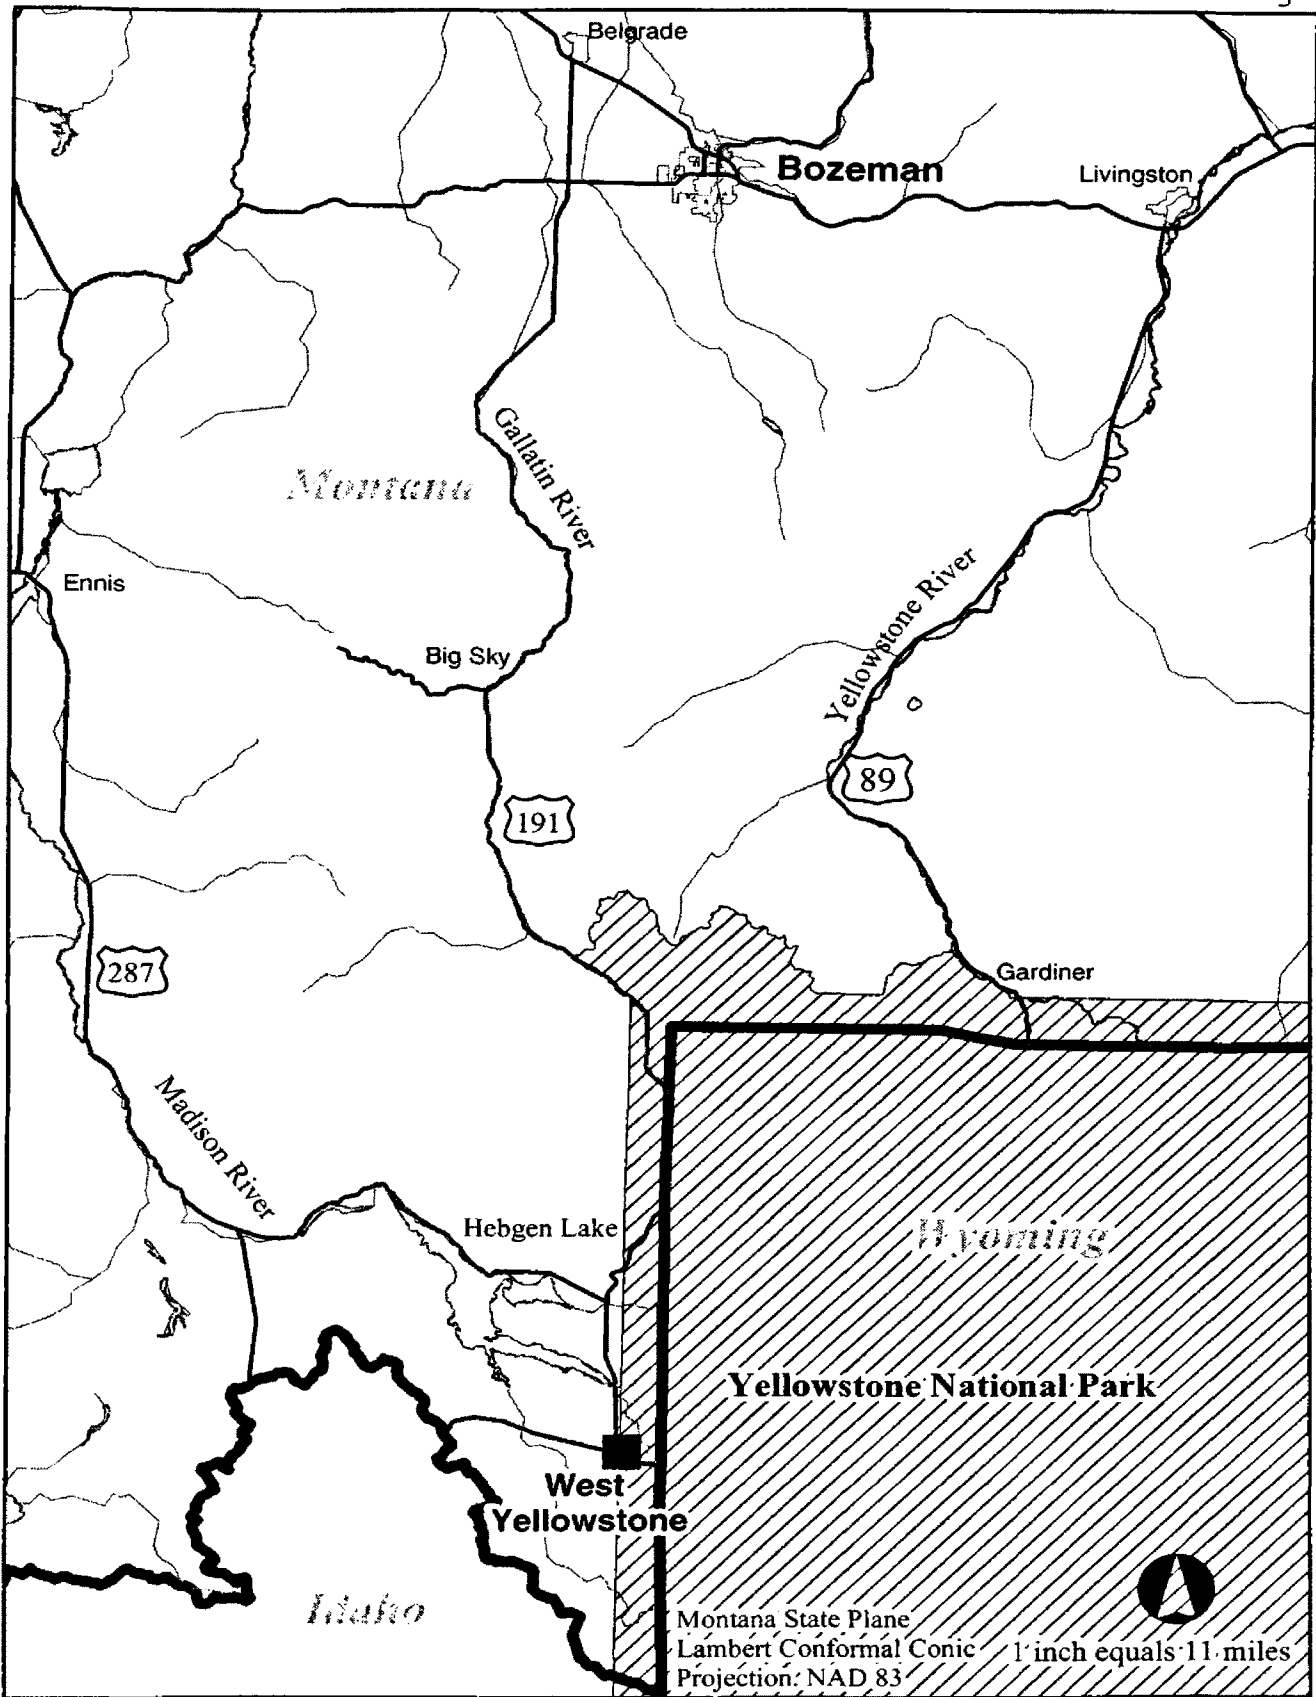 Belgrade
Bozeman
Livingston
Gallatin River
Montana
Ennis
Yellowstone River
Big Sky
89
191
287
Gardiner
Madison River
Hebgen Lake
Wyoming
Yellowstone National Park
West
Yellowstone
Idaho
Montana State Plane
Lambert Conformal Conic
Projection: NAD 83
1 inch equals 11 miles